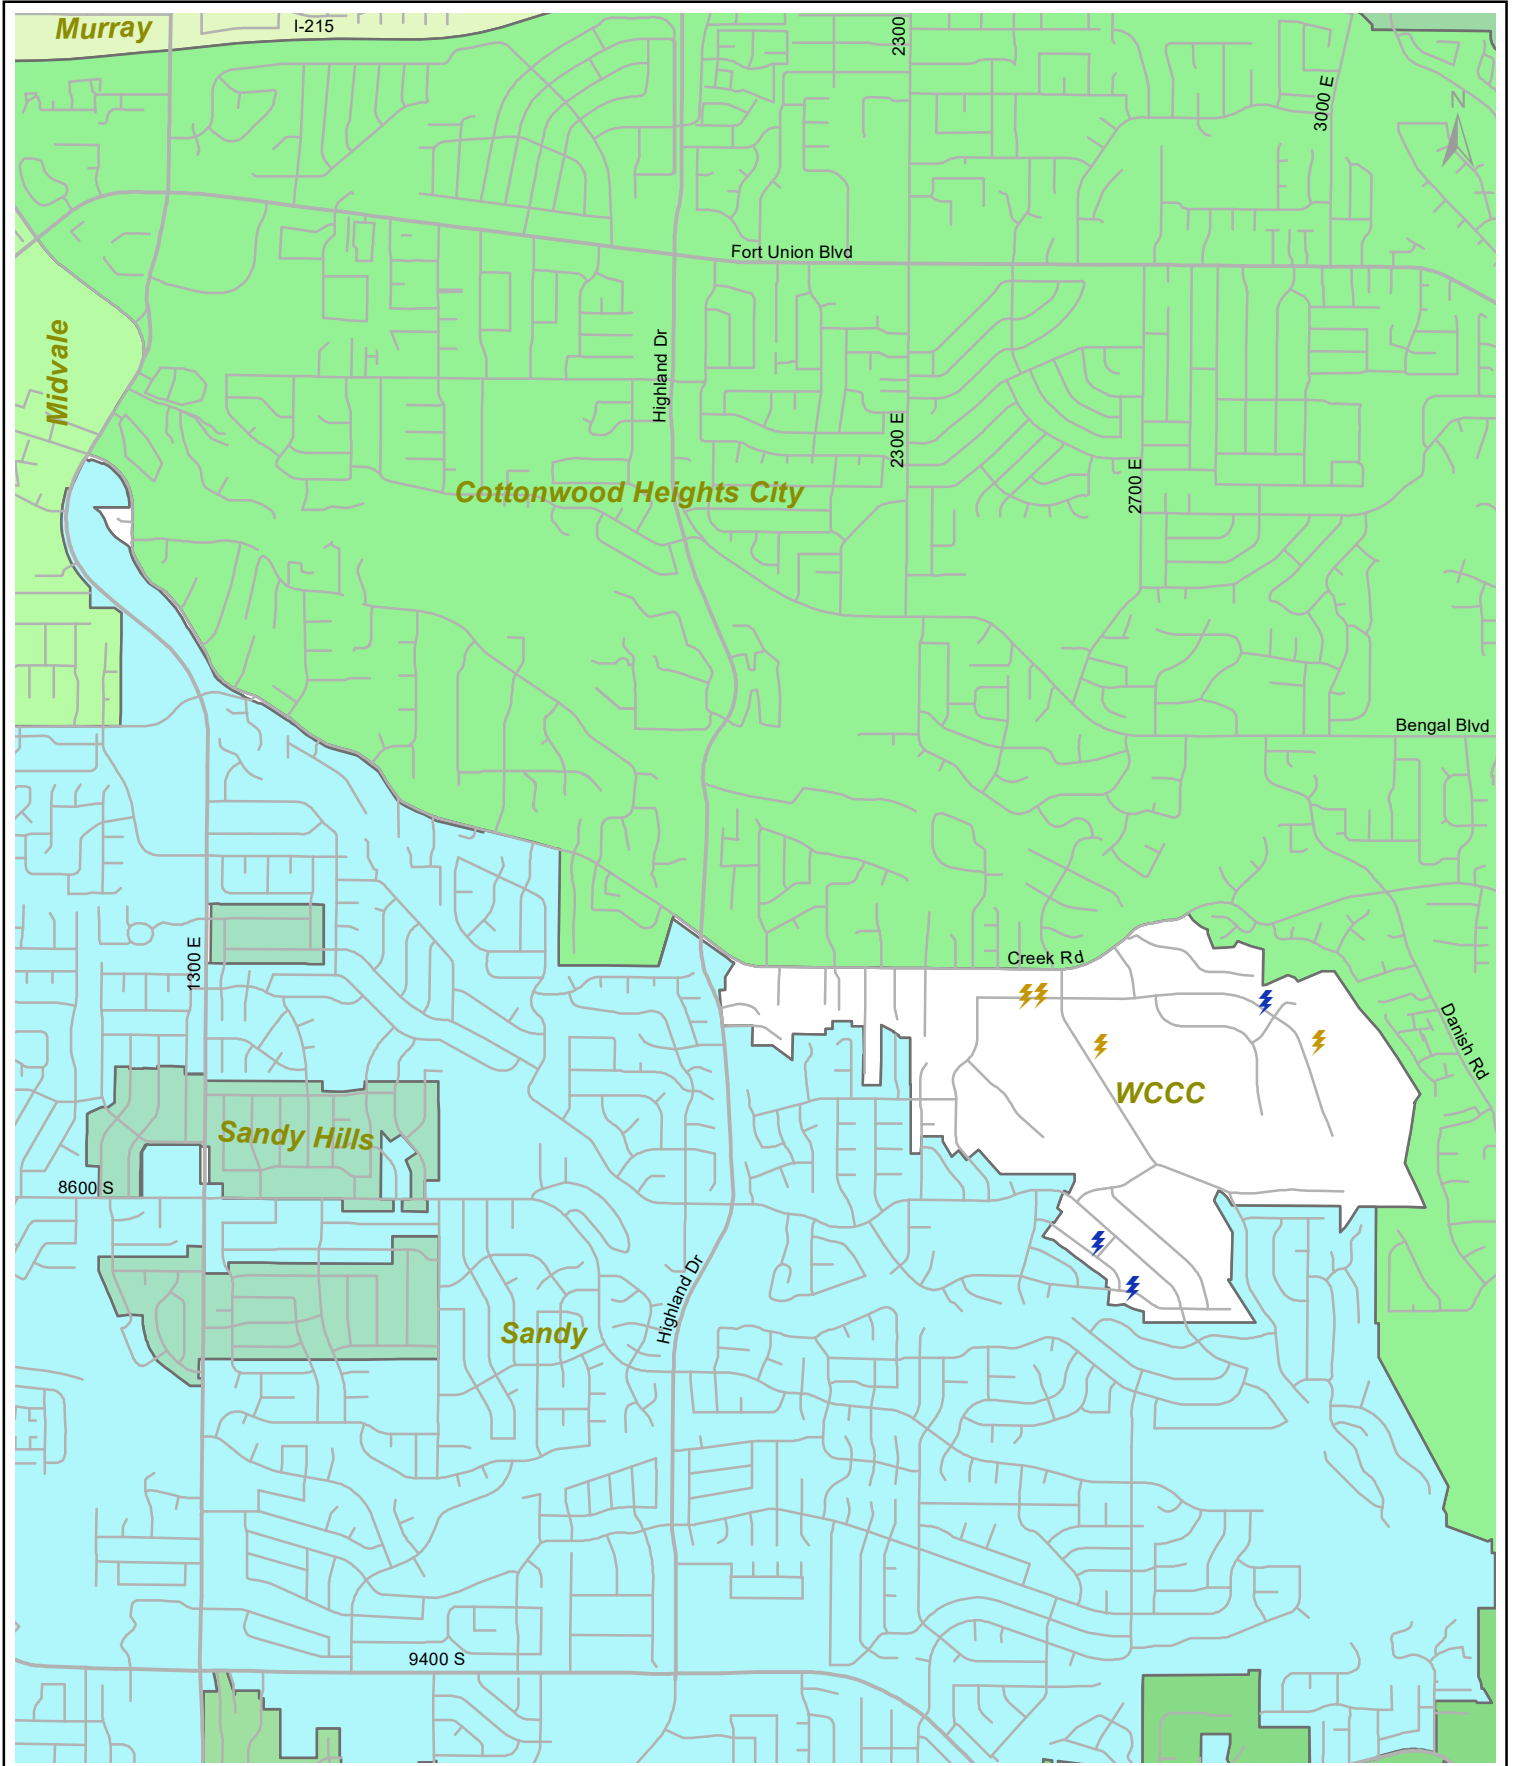 Murray
I-215
2300
3000 E
N
Fort Union Blvd
Midvale
Highland Dr
2300 E
2700 E
Cottonwood Heights City
Bengal Blvd
1300 E
Creek Rd
Danish Rd
WCCC
Sandy Hills
8600 S
Highland Dr
Sandy
9400 S